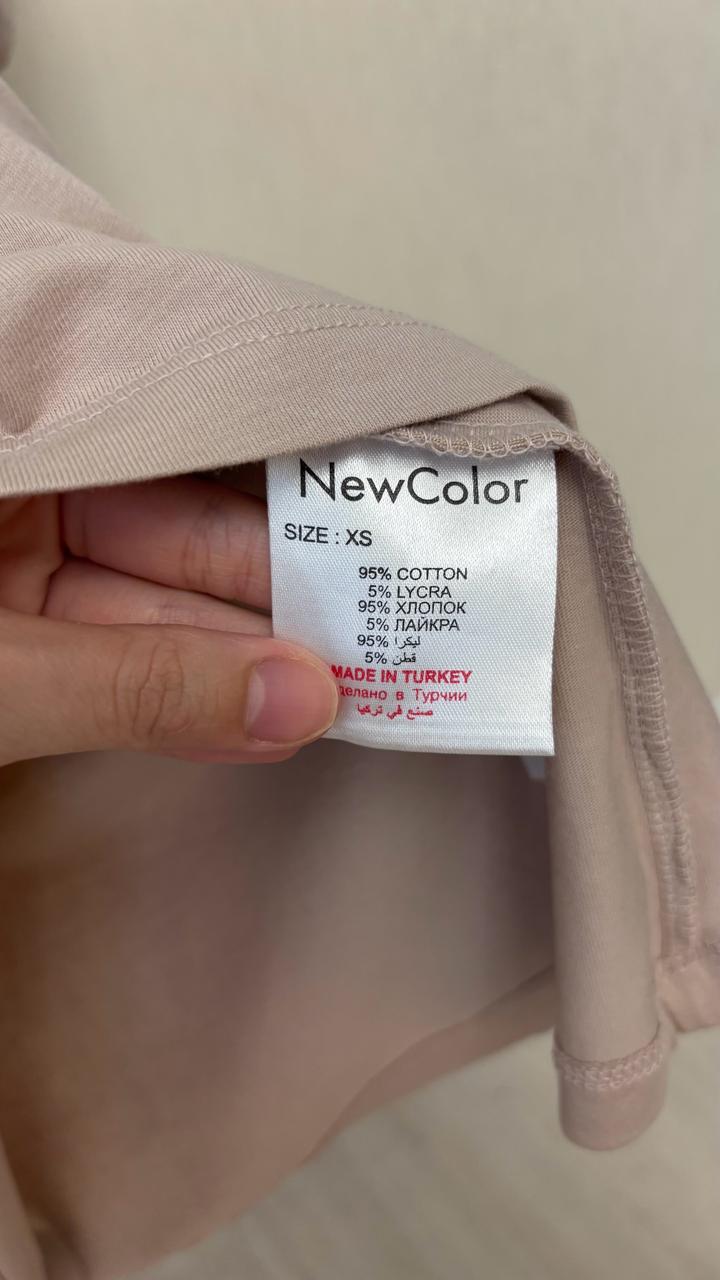 NewColor
SIZE : XS
95% COTTON
5% LYCRA
95% ХЛОПОК
5% ЛАЙКРА
95% ليكرا
5% قطن
MADE IN TURKEY
делано в Турчии
صنع في تركيا